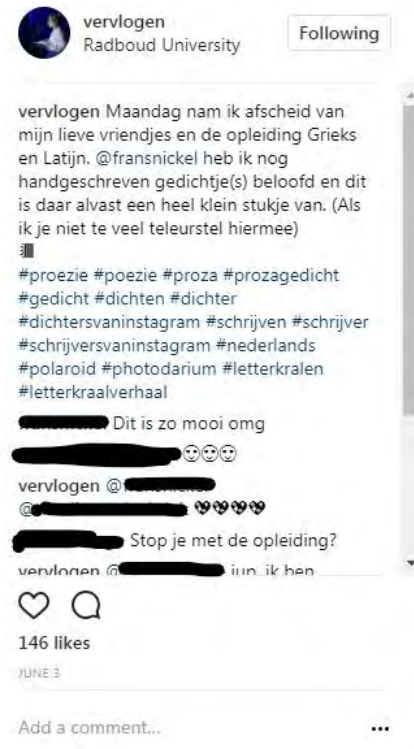 vervlogen
Radboud University
Following
vervlogen Maandag nam ik afscheid van
mijn lieve vriendjes en de opleiding Grieks
en Latijn. @fransnickel heb ik nog
handgeschreven gedichtje(s) beloofd en dit
is daar alvast een heel klein stukje van. (Als
ik je niet te veel teleurstel hiermee)
#proezie #poezie #proza #prozagedicht
#gedicht #dichten #dichter
#dichtersvaninstagram #schrijven #schrijver
#schrijversvaninstagram #nederlands
#polaroid #photodarium #letterkralen
#letterkraalverhaal
Dit is zo mooi omg
vervlogen @
@
Stop je met de opleiding?
vervlogen @ jup, ik ben
146 likes
JUNE 3
Add a comment...